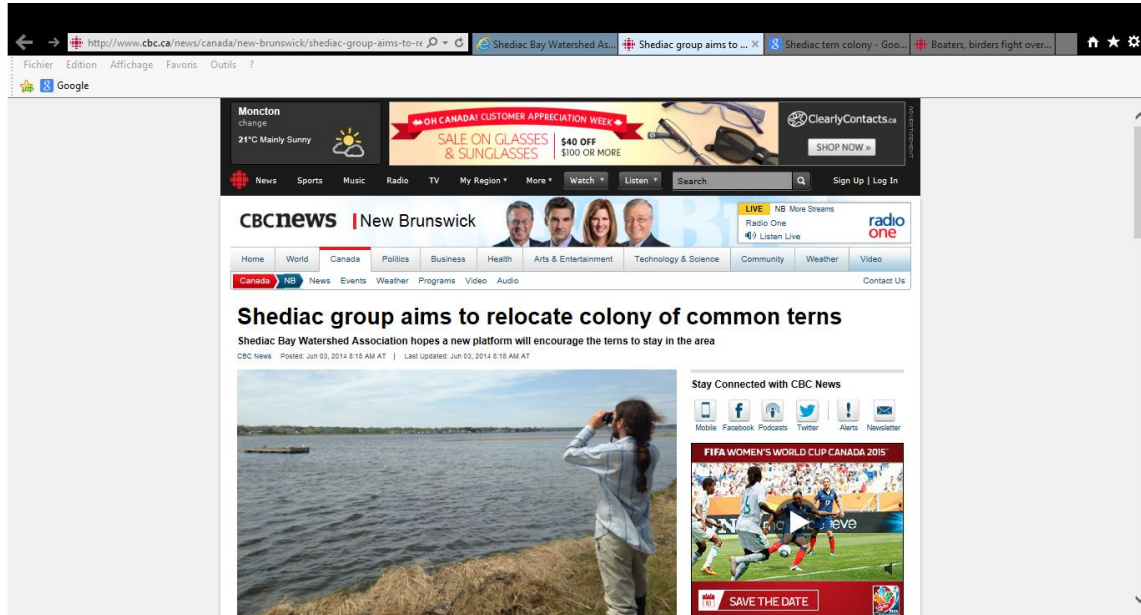 http://www.cbc.ca/news/canada/new-brunswick/shediac-group-aims-to-re
Shediac Bay Watershed As...
Shediac group aims to ...
Shediac tern colony - Goo...
Boaters, birders fight over...
Fichier Edition Affichage Favoris Outils ?
Google
Moncton
change
21°C Mainly Sunny
OH CANADA! CUSTOMER APPRECIATION WEEK
SALE ON GLASSES
& SUNGLASSES
$40 OFF
$100 OR MORE
ClearlyContacts.ca
SHOP NOW »
ADVERTISEMENT
News Sports Music Radio TV My Region More Watch Listen Search Sign Up | Log In
CBCnews | New Brunswick
LIVE NB More Streams
Radio One
Listen Live
radio
one
Home World Canada Politics Business Health Arts & Entertainment Technology & Science Community Weather Video
Canada NB News Events Weather Programs Video Audio Contact Us
Shediac group aims to relocate colony of common terns
Shediac Bay Watershed Association hopes a new platform will encourage the terns to stay in the area
CBC News Posted: Jun 03, 2014 8:18 AM AT | Last Updated: Jun 03, 2014 8:18 AM AT
Stay Connected with CBC News
Mobile Facebook Podcasts Twitter Alerts Newsletter
FIFA WOMEN'S WORLD CUP CANADA 2015
SAVE THE DATE